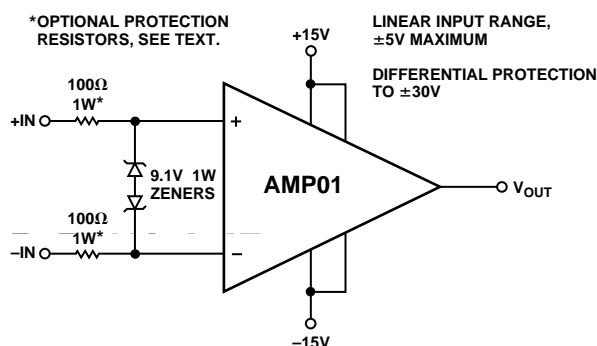 *OPTIONAL PROTECTION
RESISTORS, SEE TEXT.
LINEAR INPUT RANGE,
±5V MAXIMUM
DIFFERENTIAL PROTECTION
TO ±30V
+15V
100Ω
1W*
+IN
+
9.1V 1W
ZENERS
AMP01
VOUT
100Ω
1W*
–IN
–
–15V